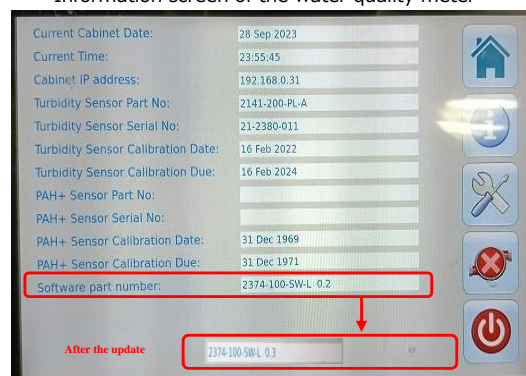 Information screen of the water quality meter
Current Cabinet Date: 28 Sep 2023
Current Time: 23:55:45
Cabinet IP address: 192.168.0.31
Turbidity Sensor Part No: 2141-200-PL-A
Turbidity Sensor Serial No: 21-2380-011
Turbidity Sensor Calibration Date: 16 Feb 2022
Turbidity Sensor Calibration Due: 16 Feb 2024
PAH+ Sensor Part No:
PAH+ Sensor Serial No:
PAH+ Sensor Calibration Date: 31 Dec 1969
PAH+ Sensor Calibration Due: 31 Dec 1971
Software part number: 2374-100-SW-L 0.2
After the update 2374-100-SW-L 0.3